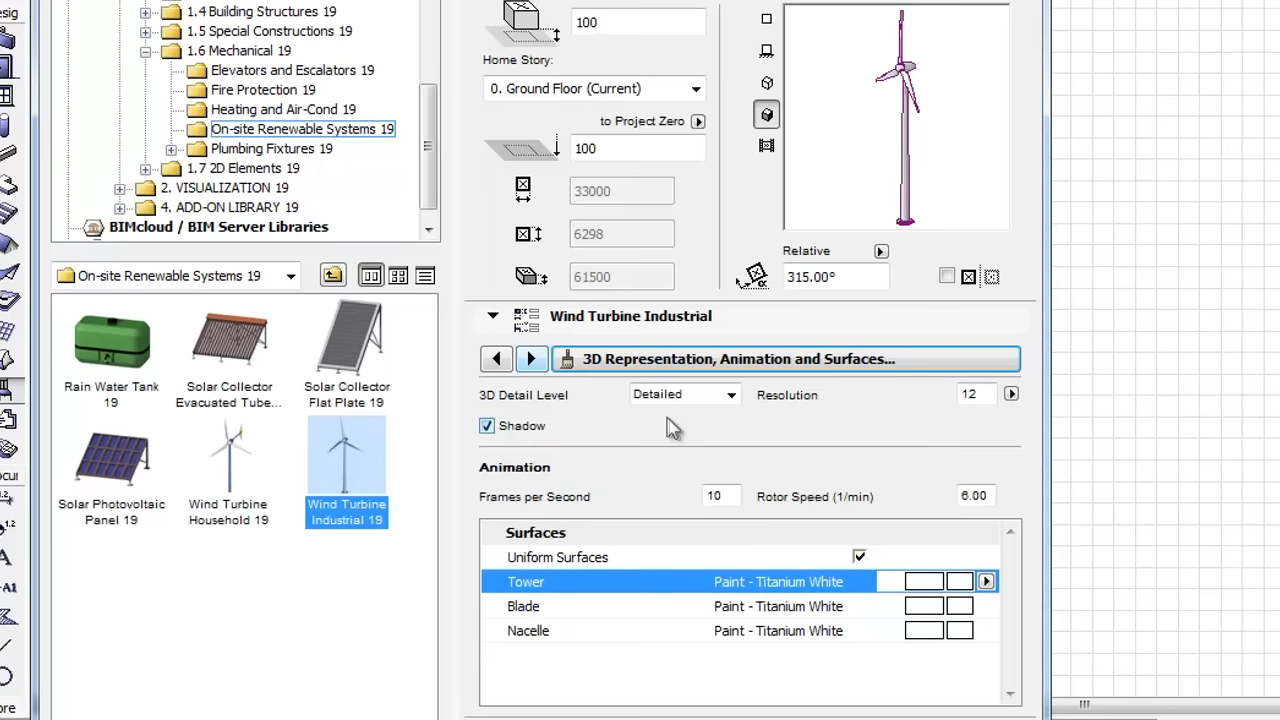 esig
1.4 Building Structures 19
1.5 Special Constructions 19
1.6 Mechanical 19
Elevators and Escalators 19
Fire Protection 19
Heating and Air-Cond 19
On-site Renewable Systems 19
Plumbing Fixtures 19
1.7 2D Elements 19
2. VISUALIZATION 19
4. ADD-ON LIBRARY 19
BIMcloud / BIM Server Libraries
On-site Renewable Systems 19
Rain Water Tank
19
Solar Collector
Evacuated Tube...
Solar Collector
Flat Plate 19
Solar Photovoltaic
Panel 19
Wind Turbine
Household 19
Wind Turbine
Industrial 19
ocur
A
A1
ore
100
Home Story:
0. Ground Floor (Current)
to Project Zero
100
33000
6298
61500
Relative
315.00°
Wind Turbine Industrial
3D Representation, Animation and Surfaces...
3D Detail Level Detailed Resolution 12
Shadow
Animation
Frames per Second 10 Rotor Speed (1/min) 6.00
Surfaces
Uniform Surfaces
Tower Paint - Titanium White
Blade Paint - Titanium White
Nacelle Paint - Titanium White